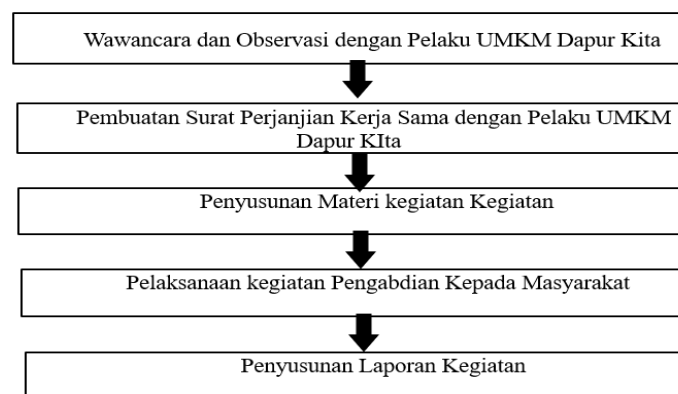 Wawancara dan Observasi dengan Pelaku UMKM Dapur Kita
Pembuatan Surat Perjanjian Kerja Sama dengan Pelaku UMKM
Dapur KIta
Penyusunan Materi kegiatan Kegiatan
Pelaksanaan kegiatan Pengabdian Kepada Masyarakat
Penyusunan Laporan Kegiatan